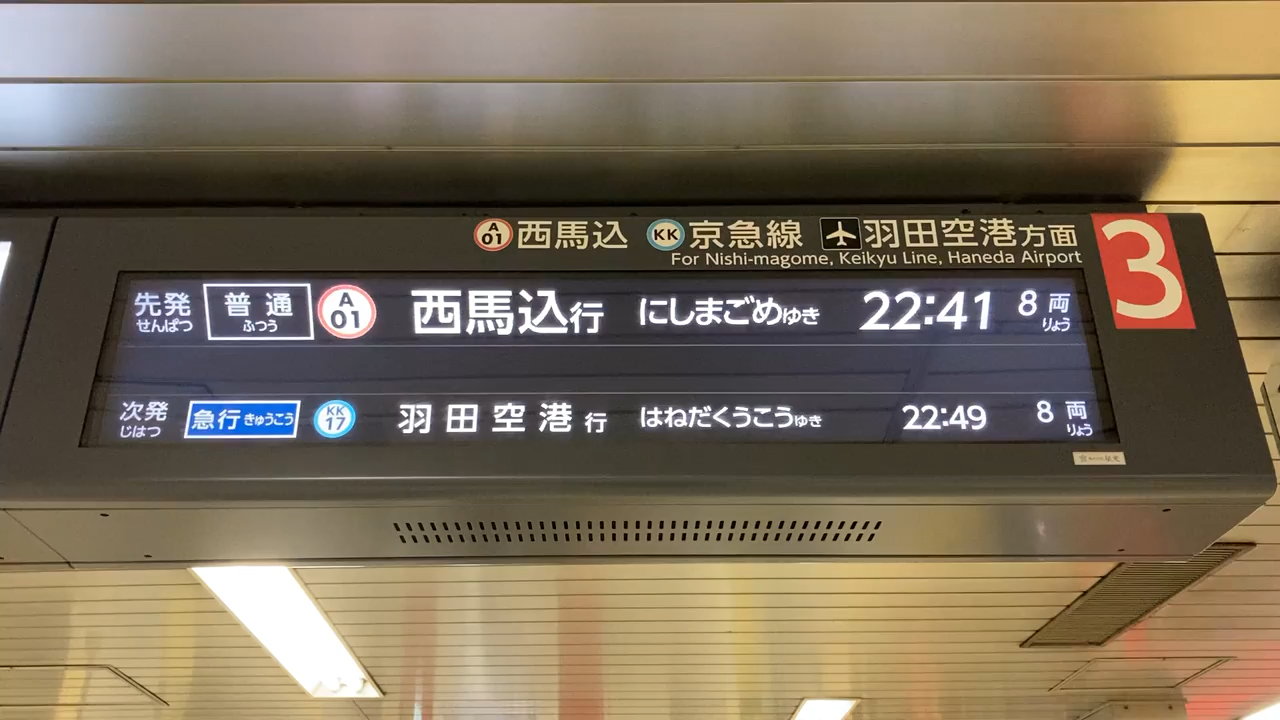 A 01 西馬込 KK 京急線 羽田空港方面
For Nishi-magome, Keikyu Line, Haneda Airport
3
先発 普通 A 01 西馬込行 にしまごめゆき 22:41 8両
せんぱつ ふつう りょう
次発 急行 きゅうこう KK 17 羽田空港行 はねだくうこうゆき 22:49 8両
じはつ りょう